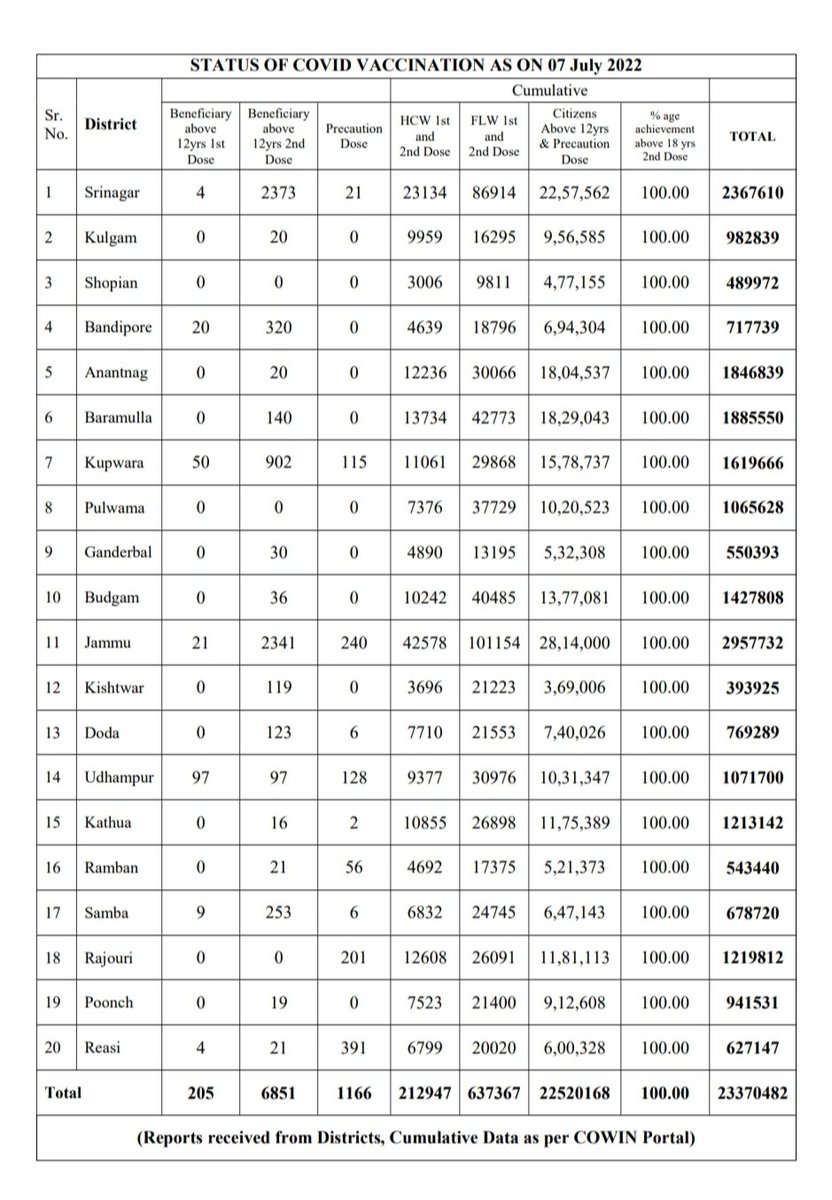 STATUS OF COVID VACCINATION AS ON 07 July 2022
Sr. No. District Cumulative
Beneficiary above 12yrs 1st Dose Beneficiary above 12yrs 2nd Dose Precaution Dose HCW 1st and 2nd Dose FLW 1st and 2nd Dose Citizens Above 12yrs & Precaution Dose % age achievement above 18 yrs 2nd Dose TOTAL
1 Srinagar 4 2373 21 23134 86914 22,57,562 100.00 2367610
2 Kulgam 0 20 0 9959 16295 9,56,585 100.00 982839
3 Shopian 0 0 0 3006 9811 4,77,155 100.00 489972
4 Bandipore 20 320 0 4639 18796 6,94,304 100.00 717739
5 Anantnag 0 20 0 12236 30066 18,04,537 100.00 1846839
6 Baramulla 0 140 0 13734 42773 18,29,043 100.00 1885550
7 Kupwara 50 902 115 11061 29868 15,78,737 100.00 1619666
8 Pulwama 0 0 0 7376 37729 10,20,523 100.00 1065628
9 Ganderbal 0 30 0 4890 13195 5,32,308 100.00 550393
10 Budgam 0 36 0 10242 40485 13,77,081 100.00 1427808
11 Jammu 21 2341 240 42578 101154 28,14,000 100.00 2957732
12 Kishtwar 0 119 0 3696 21223 3,69,006 100.00 393925
13 Doda 0 123 6 7710 21553 7,40,026 100.00 769289
14 Udhampur 97 97 128 9377 30976 10,31,347 100.00 1071700
15 Kathua 0 16 2 10855 26898 11,75,389 100.00 1213142
16 Ramban 0 21 56 4692 17375 5,21,373 100.00 543440
17 Samba 9 253 6 6832 24745 6,47,143 100.00 678720
18 Rajouri 0 0 201 12608 26091 11,81,113 100.00 1219812
19 Poonch 0 19 0 7523 21400 9,12,608 100.00 941531
20 Reasi 4 21 391 6799 20020 6,00,328 100.00 627147
Total 205 6851 1166 212947 637367 22520168 100.00 23370482
(Reports received from Districts, Cumulative Data as per COWIN Portal)